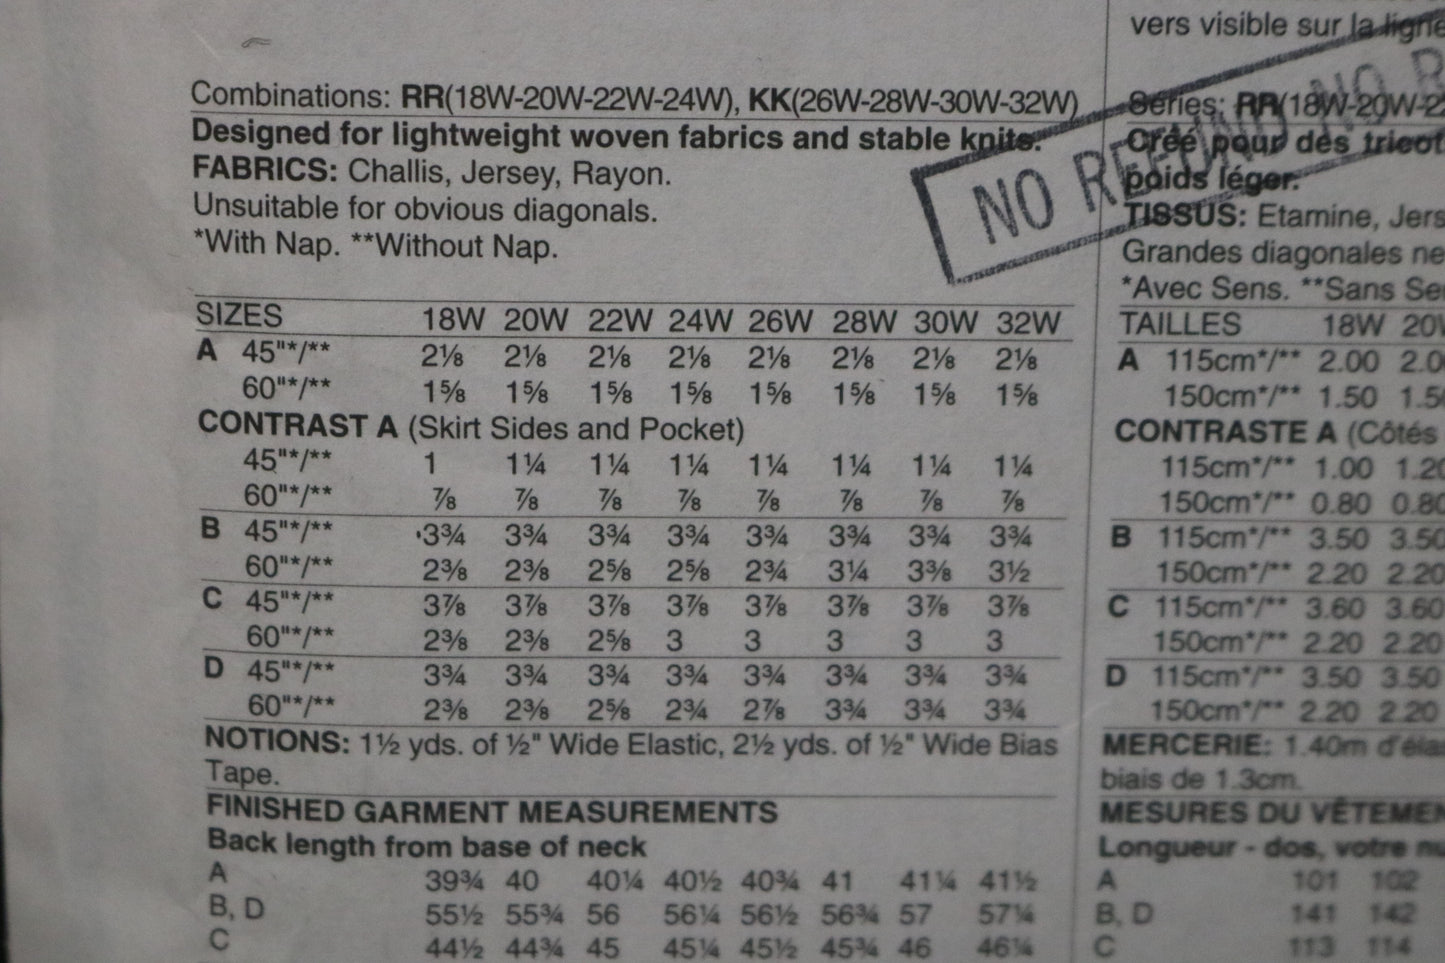 Combinations: RR(18W-20W-22W-24W), KK(26W-28W-30W-32W)
Designed for lightweight woven fabrics and stable knits.
FABRICS: Challis, Jersey, Rayon.
Unsuitable for obvious diagonals.
*With Nap. **Without Nap.
SIZES 18W 20W 22W 24W 26W 28W 30W 32W
A 45"*/** 2⅛ 2⅛ 2⅛ 2⅛ 2⅛ 2⅛ 2⅛ 2⅛
60"*/** 1⅝ 1⅝ 1⅝ 1⅝ 1⅝ 1⅝ 1⅝ 1⅝
CONTRAST A (Skirt Sides and Pocket)
45"*/** 1 1¼ 1¼ 1¼ 1¼ 1¼ 1¼ 1¼
60"*/** ⅞ ⅞ ⅞ ⅞ ⅞ ⅞ ⅞ ⅞
B 45"*/** 3¾ 3¾ 3¾ 3¾ 3¾ 3¾ 3¾ 3¾
60"*/** 2⅜ 2⅜ 2⅝ 2⅝ 2¾ 3¼ 3⅜ 3½
C 45"*/** 3⅞ 3⅞ 3⅞ 3⅞ 3⅞ 3⅞ 3⅞ 3⅞
60"*/** 2⅜ 2⅜ 2⅝ 3 3 3 3 3
D 45"*/** 3¾ 3¾ 3¾ 3¾ 3¾ 3¾ 3¾ 3¾
60"*/** 2⅜ 2⅜ 2⅝ 2¾ 2⅞ 3¾ 3¾ 3¾
NOTIONS: 1½ yds. of ½" Wide Elastic, 2½ yds. of ½" Wide Bias
Tape.
FINISHED GARMENT MEASUREMENTS
Back length from base of neck
A 39¾ 40 40¼ 40½ 40¾ 41 41¼ 41½
B, D 55½ 55¾ 56 56¼ 56½ 56¾ 57 57¼
C 44½ 44¾ 45 45¼ 45½ 45¾ 46 46¼
NO REFUND NO
vers visible sur la ligne
Séries: RR(18W-20W-2
Créé pour des tricot
poids léger.
TISSUS: Etamine, Jers
Grandes diagonales ne
*Avec Sens. **Sans Se
TAILLES 18W 20
A 115cm*/** 2.00 2.0
150cm*/** 1.50 1.5
CONTRASTE A (Côtés
115cm*/** 1.00 1.20
150cm*/** 0.80 0.80
B 115cm*/** 3.50 3.50
150cm*/** 2.20 2.20
C 115cm*/** 3.60 3.60
150cm*/** 2.20 2.20
D 115cm*/** 3.50 3.50
150cm*/** 2.20 2.20
MERCERIE: 1.40m d'éla
biais de 1.3cm.
MESURES DU VÊTEMEN
Longueur - dos, votre nu
A 101 102
B, D 141 142
C 113 114